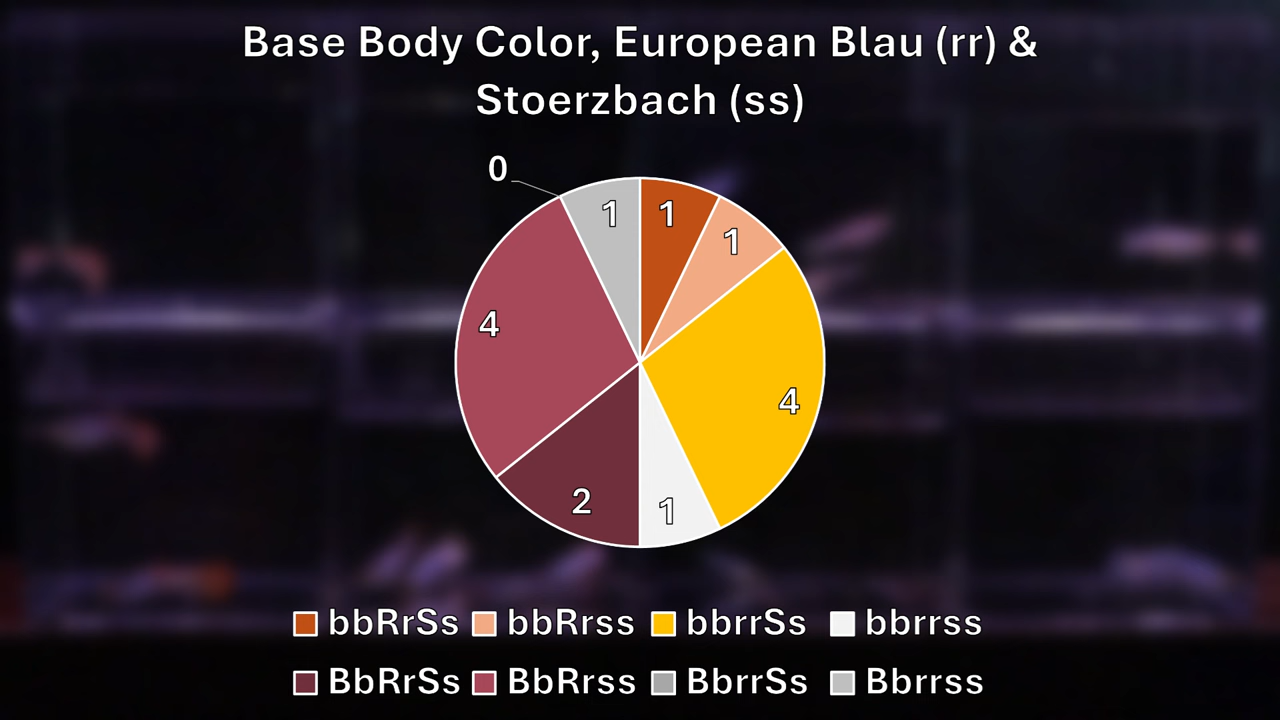 Base Body Color, European Blau (rr) &
Stoerzbach (ss)
0
1
1
1
4
4
2
1
bbRrSs bbRrss bbrrSs bbrrss
BbRrSs BbRrss BbrrSs Bbrrss